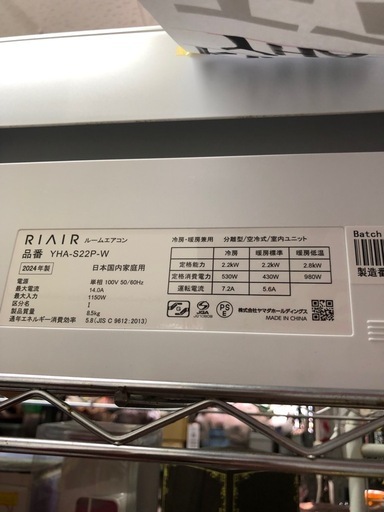 RIAIR ルームエアコン
品番 YHA-S22P-W
2024年製 日本国内家庭用
電源 単相 100V 50/60Hz
最大電流 14.0A
最大入力 1150W
区分名 I
製品質量 8.5kg
通年エネルギー消費効率 5.8 (JIS C 9612:2013)
冷房・暖房兼用 分離型/空冷式/室内ユニット
冷房 暖房標準 暖房低温
定格能力 2.2kW 2.2kW 2.8kW
定格消費電力 530W 430W 980W
運転電流 7.2A 5.6A
JQA
PS
E
株式会社ヤマダホールディングス
MADE IN CHINA
Batch
製造番